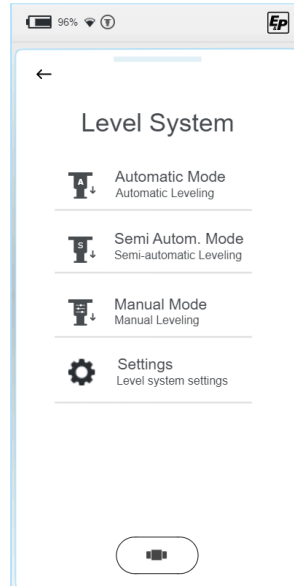 96% T
EP
Level System
A
Automatic Mode
Automatic Leveling
S
Semi Autom. Mode
Semi-automatic Leveling
Manual Mode
Manual Leveling
Settings
Level system settings